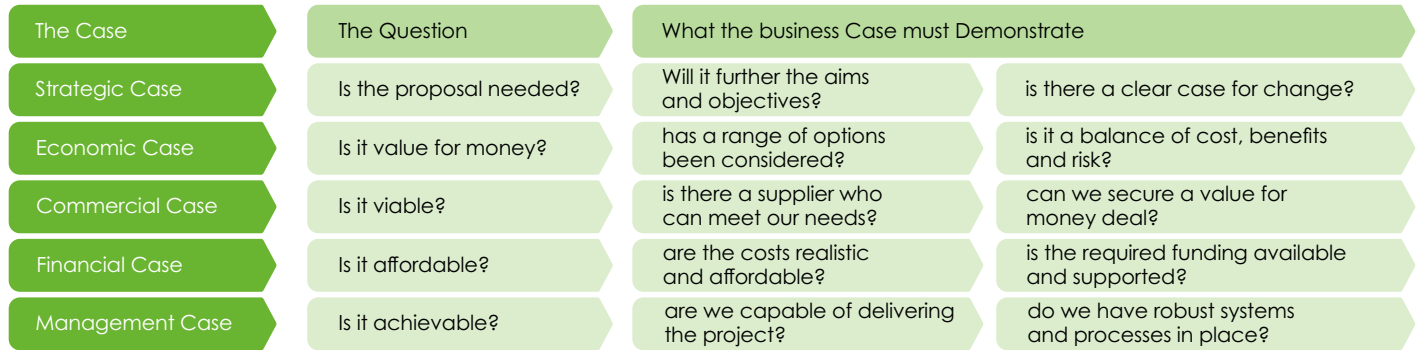 The Case
The Question
What the business Case must Demonstrate
Strategic Case
Is the proposal needed?
Will it further the aims
and objectives?
is there a clear case for change?
Economic Case
Is it value for money?
has a range of options
been considered?
is it a balance of cost, benefits
and risk?
Commercial Case
Is it viable?
is there a supplier who
can meet our needs?
can we secure a value for
money deal?
Financial Case
Is it affordable?
are the costs realistic
and affordable?
is the required funding available
and supported?
Management Case
Is it achievable?
are we capable of delivering
the project?
do we have robust systems
and processes in place?